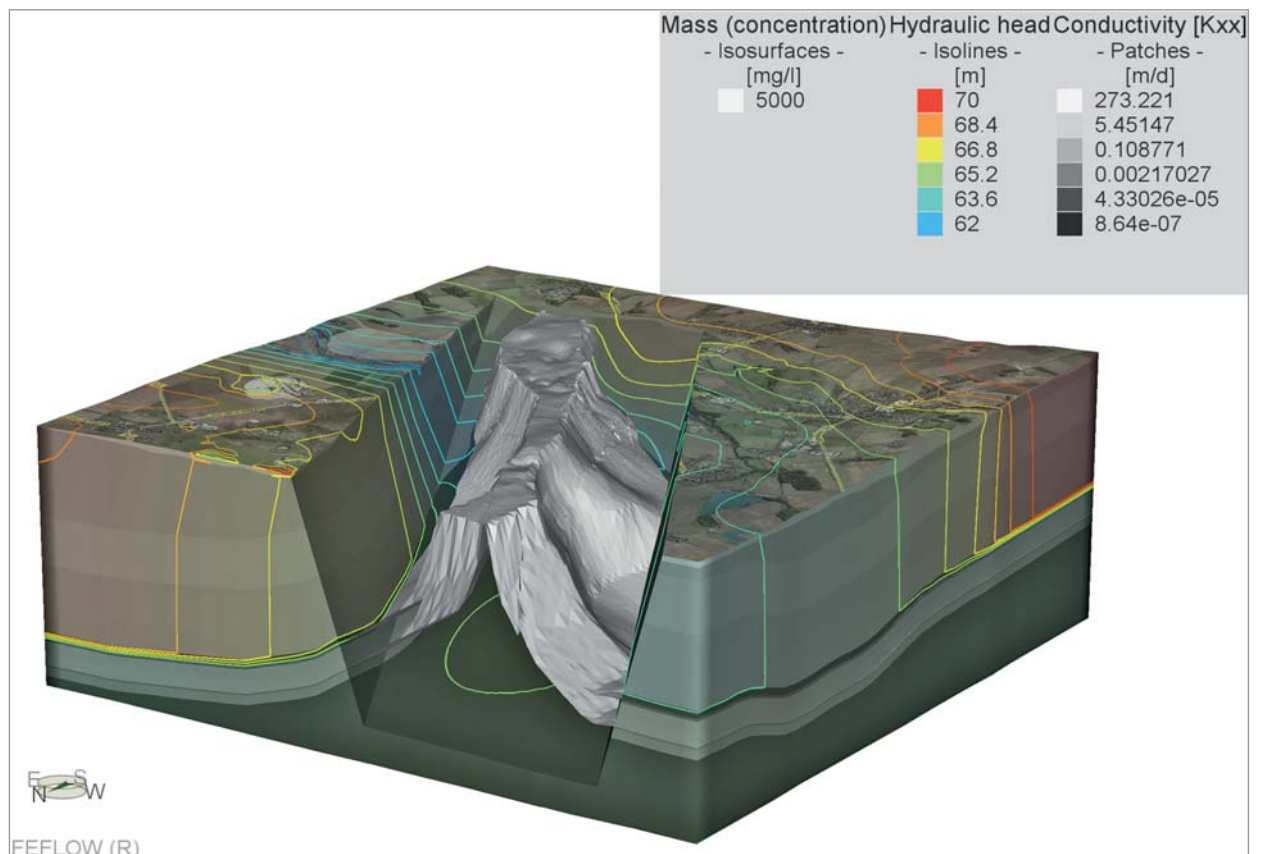 Mass (concentration) Hydraulic head Conductivity [Kxx]
- Isosurfaces - - Isolines - - Patches -
[mg/l] [m] [m/d]
5000 70 273.221
68.4 5.45147
66.8 0.108771
65.2 0.00217027
63.6 4.33026e-05
62 8.64e-07
E S
N W
FEFLOW (R)